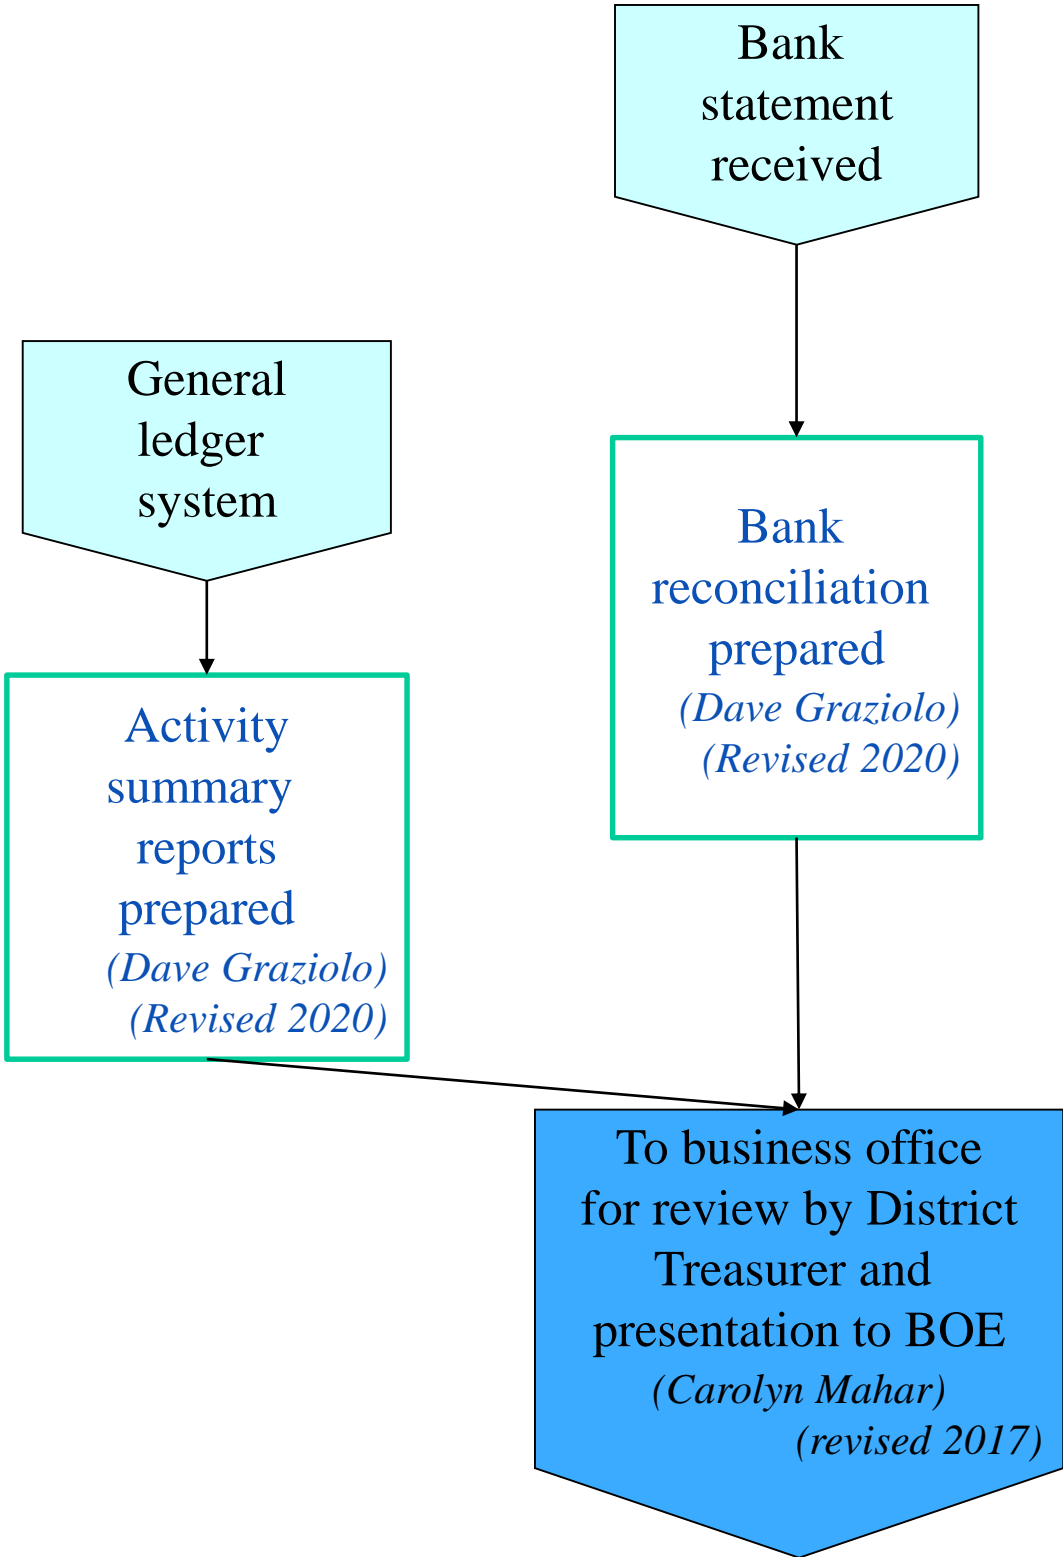 Bank
statement
received
General
ledger
system
Bank
reconciliation
prepared
(Dave Graziolo)
(Revised 2020)
Activity
summary
reports
prepared
(Dave Graziolo)
(Revised 2020)
To business office
for review by District
Treasurer and
presentation to BOE
(Carolyn Mahar)
(revised 2017)